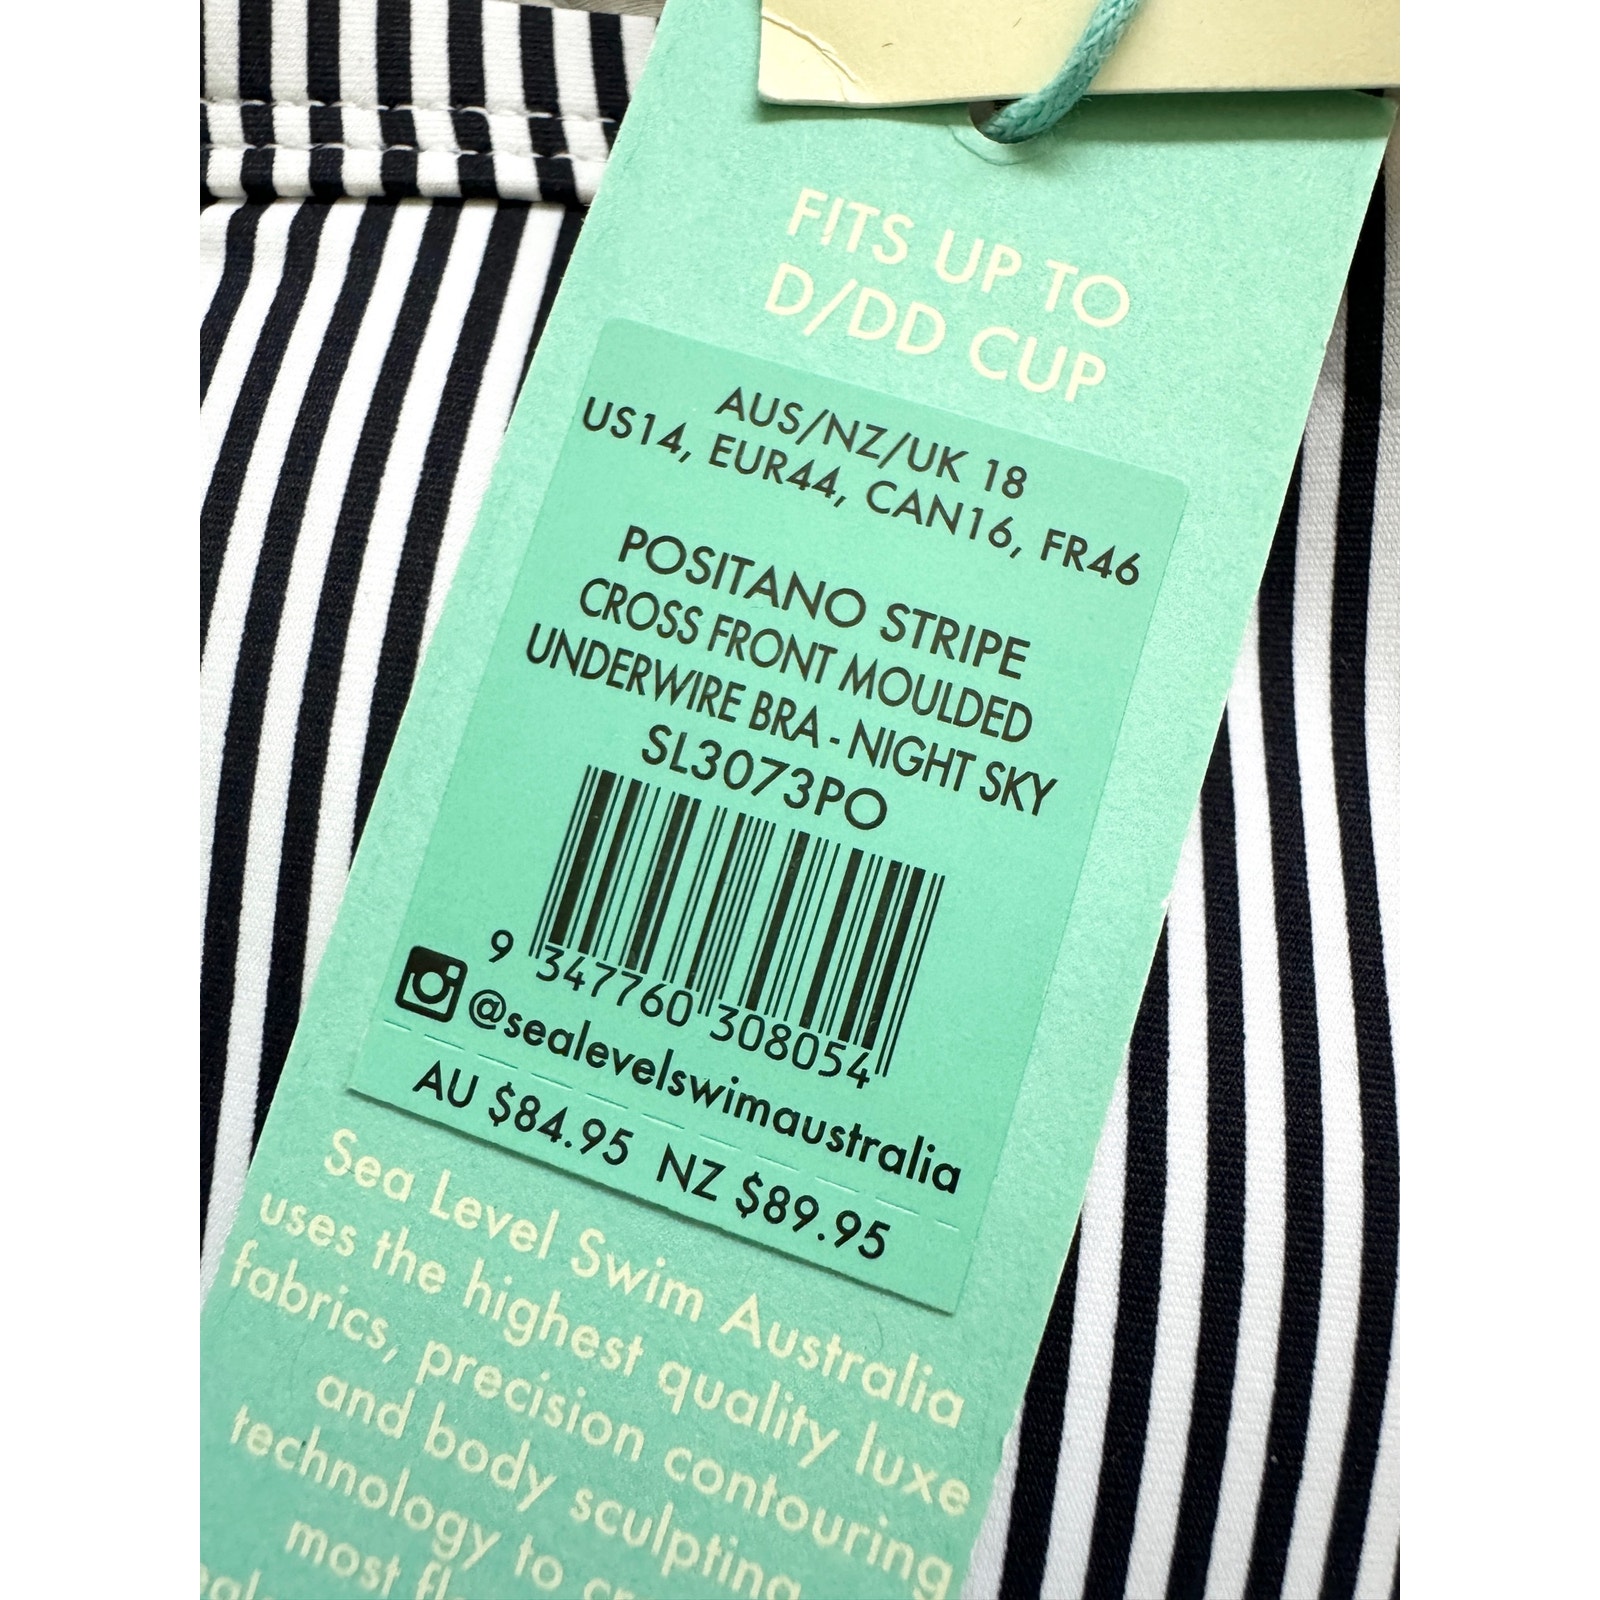 FITS UP TO
D/DD CUP
AUS/NZ/UK 18
US14, EUR44, CAN16, FR46
POSITANO STRIPE
CROSS FRONT MOULDED
UNDERWIRE BRA - NIGHT SKY
SL3073PO
9 347760 308054
@sealevelswimaustralia
AU $84.95 NZ $89.95
Sea Level Swim Australia
uses the highest quality luxe
fabrics, precision contouring
and body sculpting
technology to
most